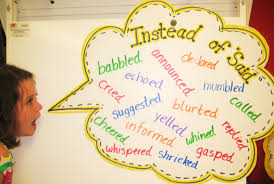 Instead of "Said"
babbled announced declared
echoed mumbled
cried called
suggested blurted
cheered yelled replied
informed whined
whispered shricked gasped